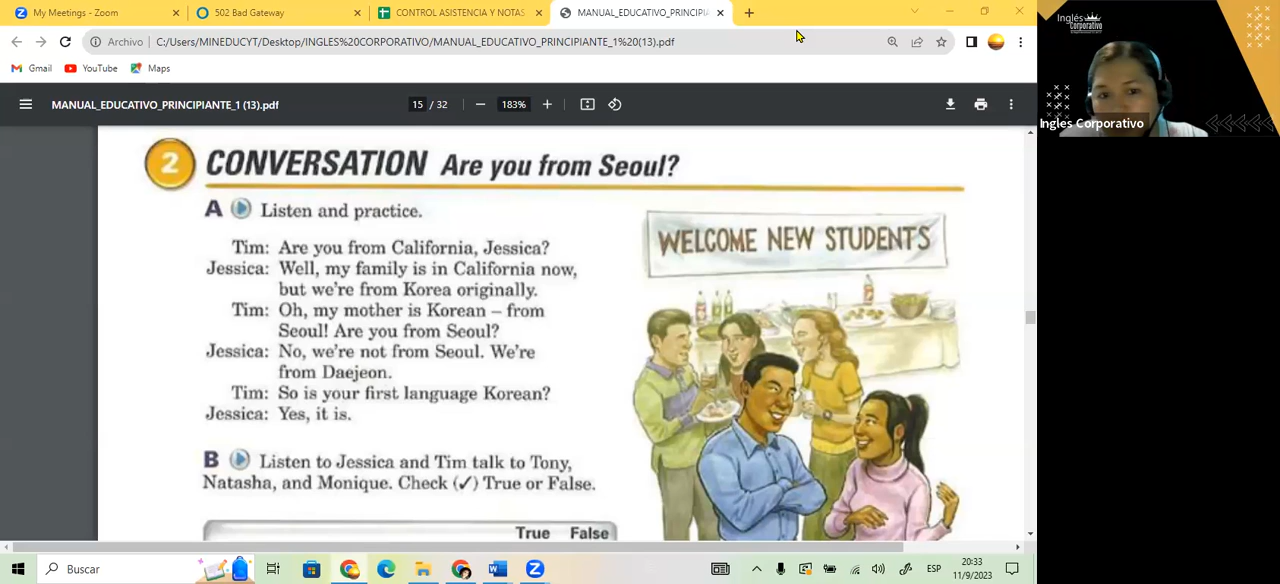 My Meetings - Zoom
502 Bad Gateway
CONTROL ASISTENCIA Y NOTAS
MANUAL_EDUCATIVO_PRINCIPI
Archivo
C:/Users/MINEDUCYT/Desktop/INGLES%20CORPORATIVO/MANUAL_EDUCATIVO_PRINCIPIANTE_1%20(13).pdf
Gmail
YouTube
Maps
MANUAL_EDUCATIVO_PRINCIPIANTE_1 (13).pdf
15 / 32
183%
2 CONVERSATION Are you from Seoul?
A Listen and practice.
Tim: Are you from California, Jessica?
Jessica: Well, my family is in California now,
but we're from Korea originally.
Tim: Oh, my mother is Korean – from
Seoul! Are you from Seoul?
Jessica: No, we're not from Seoul. We're
from Daejeon.
Tim: So is your first language Korean?
Jessica: Yes, it is.
WELCOME NEW STUDENTS
B Listen to Jessica and Tim talk to Tony,
Natasha, and Monique. Check (✓) True or False.
True False
Inglés
Corporativo
Ingles Corporativo
Buscar
ESP
20:33
11/9/2023